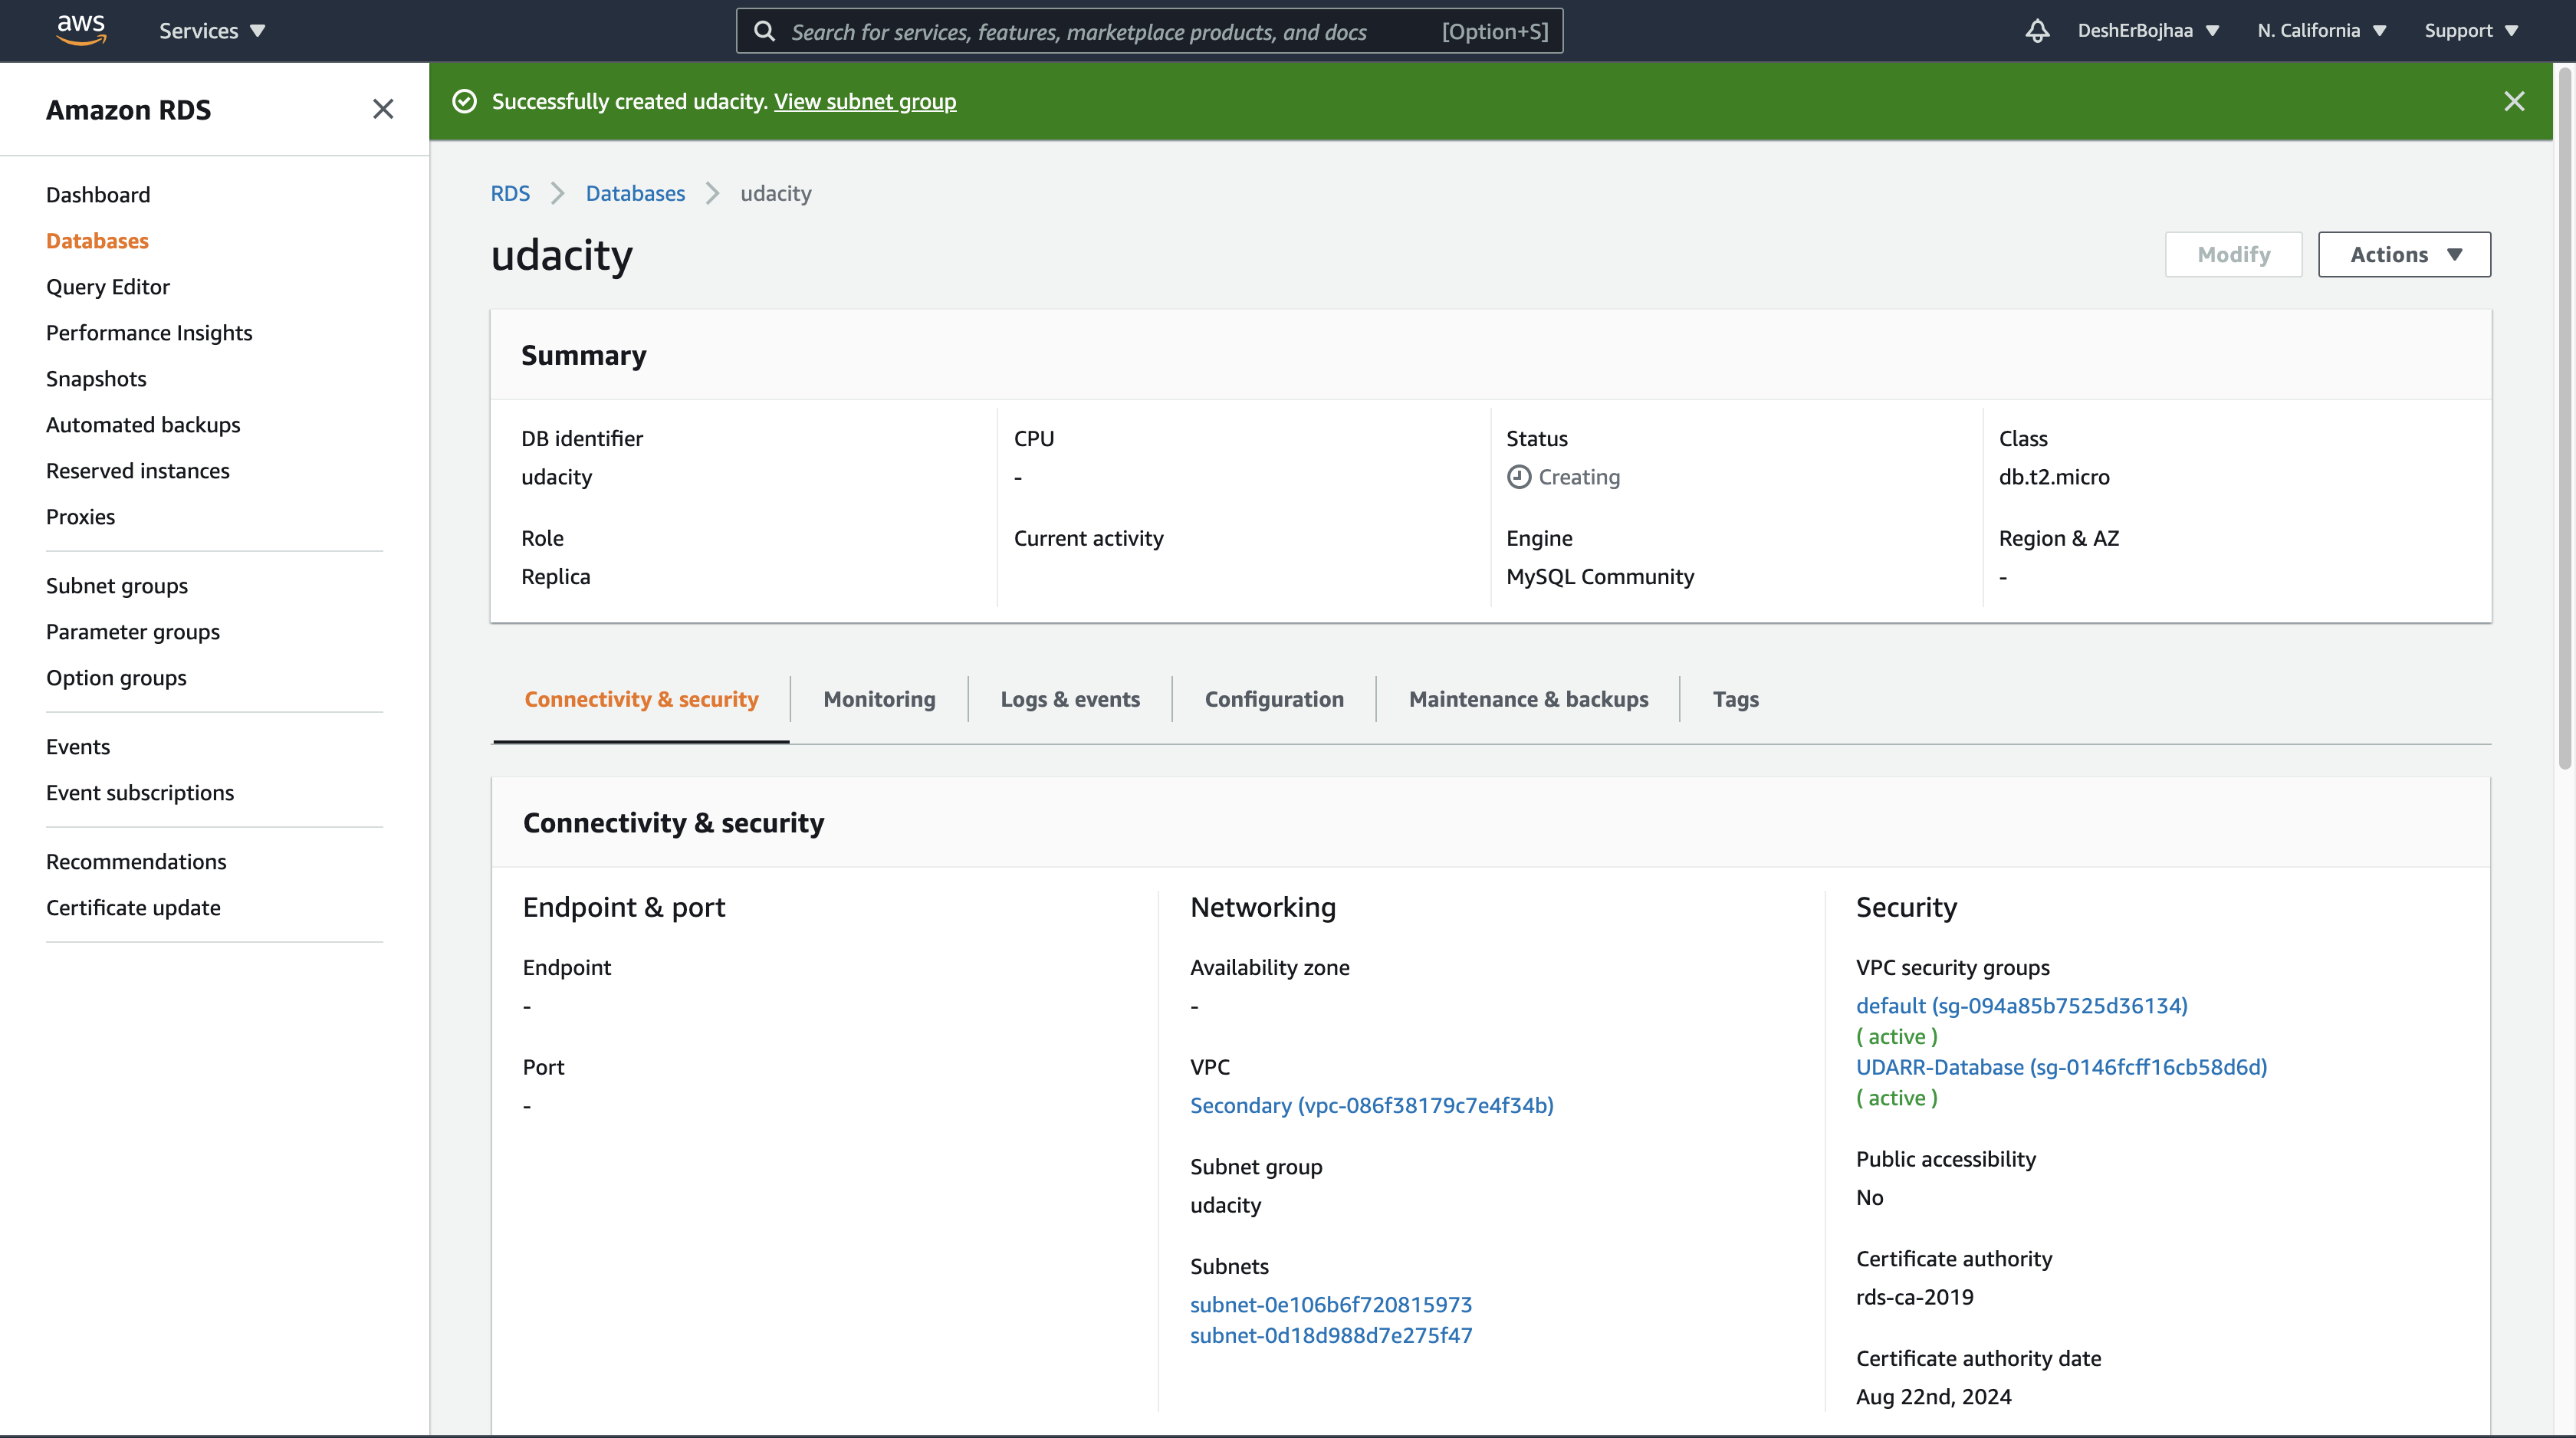 aws Services Search for services, features, marketplace products, and docs [Option+S] DeshErBojhaa N. California Support
Amazon RDS
Dashboard
Databases
Query Editor
Performance Insights
Snapshots
Automated backups
Reserved instances
Proxies
Subnet groups
Parameter groups
Option groups
Events
Event subscriptions
Recommendations
Certificate update
Successfully created udacity. View subnet group
RDS Databases udacity
udacity
Modify Actions
Summary
DB identifier
udacity
CPU
-
Status
Creating
Class
db.t2.micro
Role
Replica
Current activity
Engine
MySQL Community
Region & AZ
-
Connectivity & security Monitoring Logs & events Configuration Maintenance & backups Tags
Connectivity & security
Endpoint & port
Endpoint
-
Port
-
Networking
Availability zone
-
VPC
Secondary (vpc-086f38179c7e4f34b)
Subnet group
udacity
Subnets
subnet-0e106b6f720815973
subnet-0d18d988d7e275f47
Security
VPC security groups
default (sg-094a85b7525d36134)
( active )
UDARR-Database (sg-0146fcff16cb58d6d)
( active )
Public accessibility
No
Certificate authority
rds-ca-2019
Certificate authority date
Aug 22nd, 2024